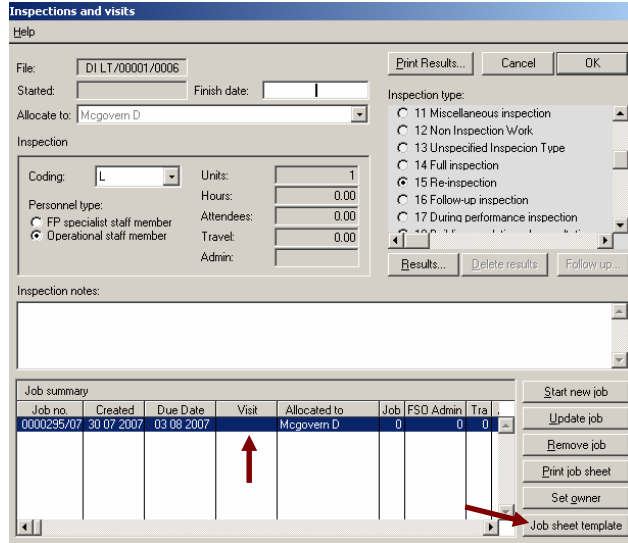 Inspections and visits
Help
File: DI LT/00001/0006
Started: Finish date:
Allocate to: Mcgovern D
Print Results... Cancel OK
Inspection type:
11 Miscellaneous inspection
12 Non Inspection Work
13 Unspecified Inspecion Type
14 Full inspection
15 Re-inspection
16 Follow-up inspection
17 During performance inspection
Results... Delete results Follow up...
Inspection
Coding: L
Personnel type:
FP specialist staff member
Operational staff member
Units: 1
Hours: 0.00
Attendees: 0.00
Travel: 0.00
Admin:
Inspection notes:
Job summary
Job no. Created Due Date Visit Allocated to Job FSO Admin Tra
0000295/07 30 07 2007 03 08 2007 Mcgovern D 0 0 0
Start new job
Update job
Remove job
Print job sheet
Set owner
Job sheet template